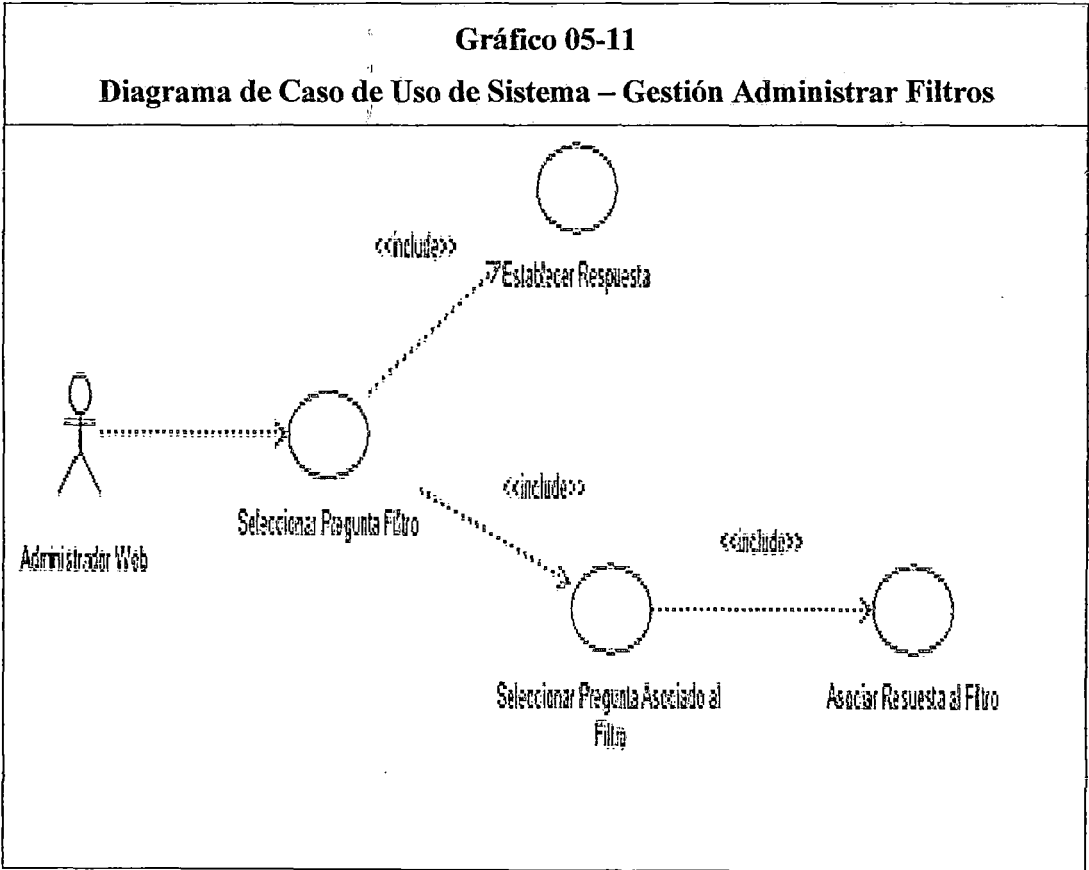 Gráfico 05-11
Diagrama de Caso de Uso de Sistema – Gestión Administrar Filtros
<<include>>
Establecer Respuesta
<<include>>
Seleccionar Pregunta Filtro
<<include>>
Administrador Web
Seleccionar Pregunta Asociado al
Filtro
Asociar Resuesta al Filtro